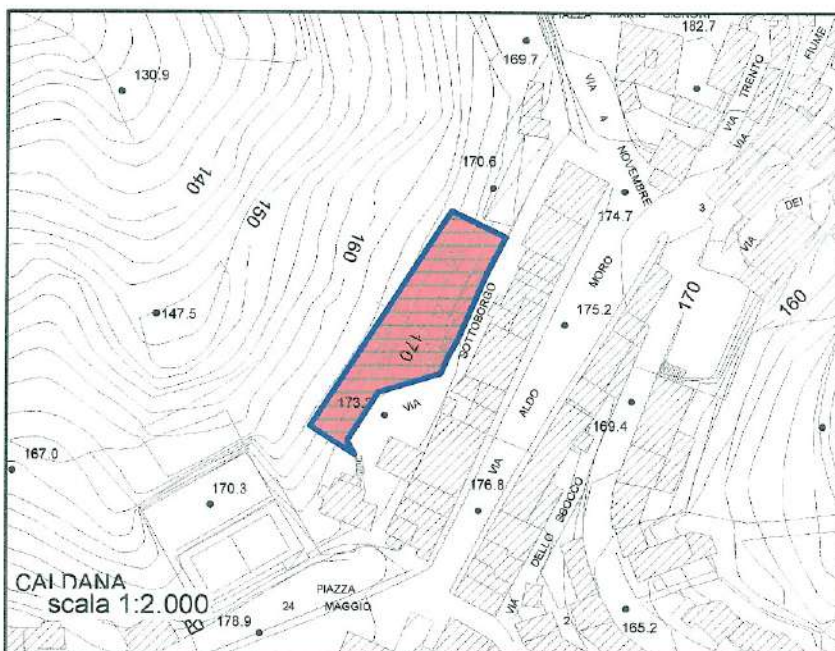 182.7
169.7
130.9
VIA TRENTO
FIUME
VIA 4 NOVEMBRE
VIA
140
170.6
174.7
3
DEI
VIA
150
160
MORO
170
160
147.5
175.2
SOTTOBORGO
170
VIA
ALDO
169.4
167.0
VIA
176.8
170.3
SBOCCO
DELLO
VIA
CALDANA
scala 1:2.000
PIAZZA
24 MAGGIO
178.9
2
165.2